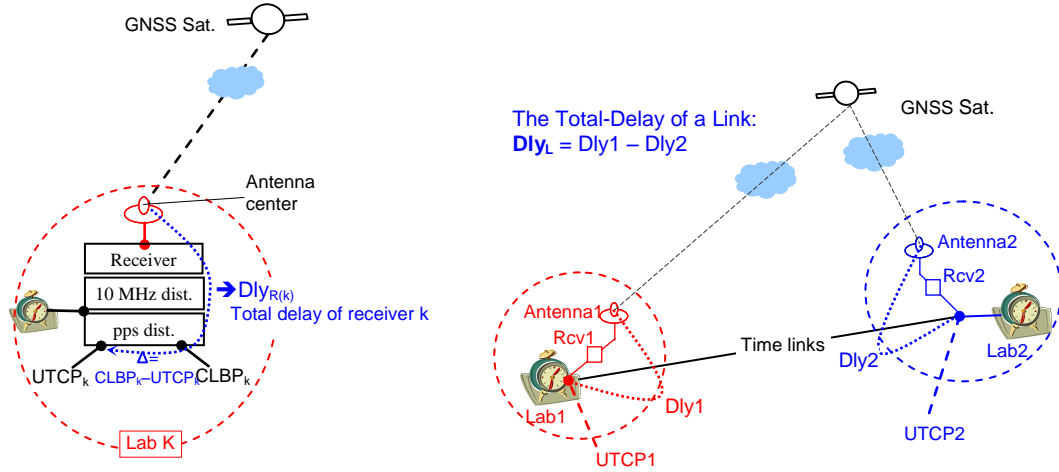 GNSS Sat.
Antenna
center
Receiver
10 MHz dist.
pps dist.
➔DlyR(k)
Total delay of receiver k
Δ=
UTCPk CLBPk–UTCPk CLBPk
Lab K
The Total-Delay of a Link:
DlyL = Dly1 – Dly2
GNSS Sat.
Antenna2
Rcv2
Antenna1
Rcv1
Time links
Dly2
Lab2
Lab1
Dly1
UTCP2
UTCP1